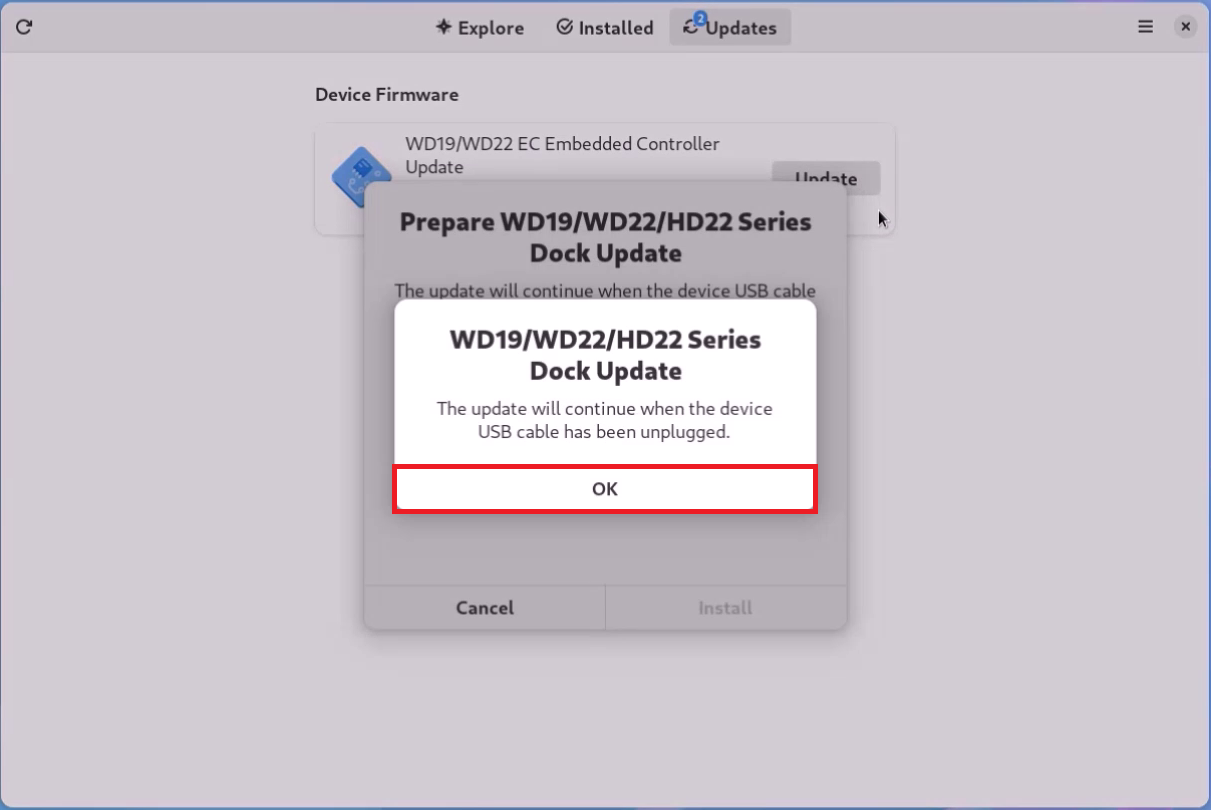 Explore
Installed
2
Updates
Device Firmware
WD19/WD22 EC Embedded Controller
Update
Update
Prepare WD19/WD22/HD22 Series
Dock Update
The update will continue when the device USB cable
WD19/WD22/HD22 Series
Dock Update
The update will continue when the device
USB cable has been unplugged.
OK
Cancel
Install